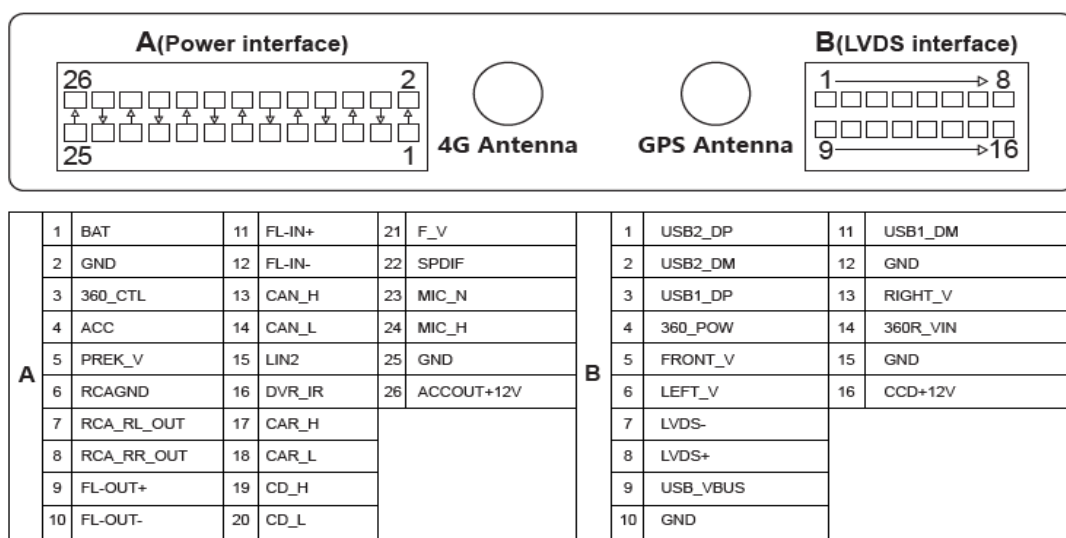 A(Power interface) B(LVDS interface)
26 2 1 8
25 1 4G Antenna GPS Antenna 9 16
1 BAT 11 FL-IN+ 21 F_V 1 USB2_DP 11 USB1_DM
2 GND 12 FL-IN- 22 SPDIF 2 USB2_DM 12 GND
3 360_CTL 13 CAN_H 23 MIC_N 3 USB1_DP 13 RIGHT_V
4 ACC 14 CAN_L 24 MIC_H 4 360_POW 14 360R_VIN
5 PREK_V 15 LIN2 25 GND 5 FRONT_V 15 GND
A B
6 RCAGND 16 DVR_IR 26 ACCOUT+12V 6 LEFT_V 16 CCD+12V
7 RCA_RL_OUT 17 CAR_H 7 LVDS-
8 RCA_RR_OUT 18 CAR_L 8 LVDS+
9 FL-OUT+ 19 CD_H 9 USB_VBUS
10 FL-OUT- 20 CD_L 10 GND